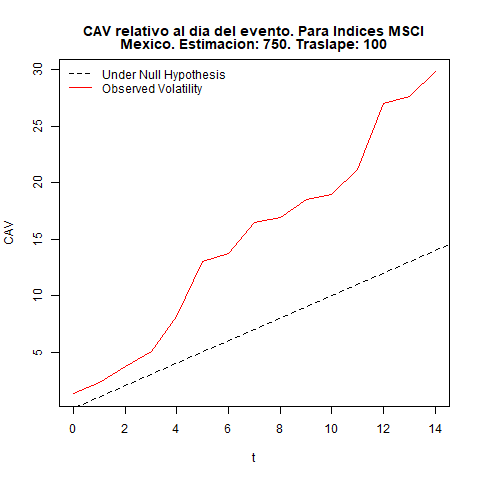 CAV relativo al dia del evento. Para Indices MSCI
Mexico. Estimacion: 750. Traslape: 100
Under Null Hypothesis
Observed Volatility
30
25
20
15
10
5
CAV
0 2 4 6 8 10 12 14
t